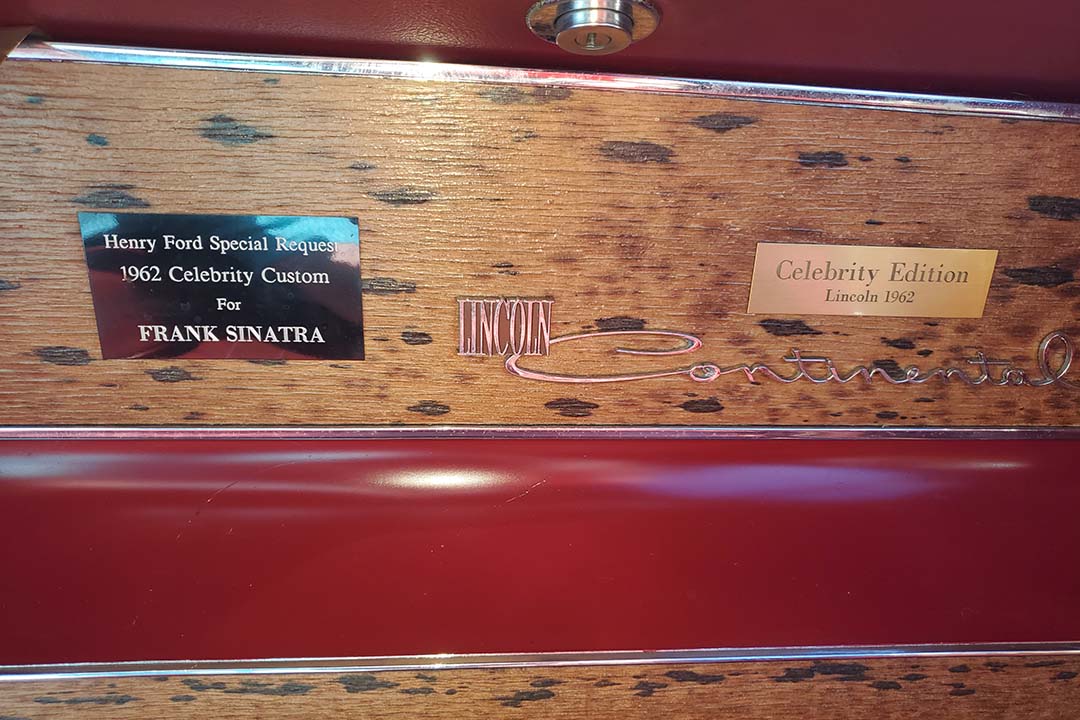 Henry Ford Special Request
1962 Celebrity Custom
For
FRANK SINATRA
LINCOLN
Continental
Celebrity Edition
Lincoln 1962